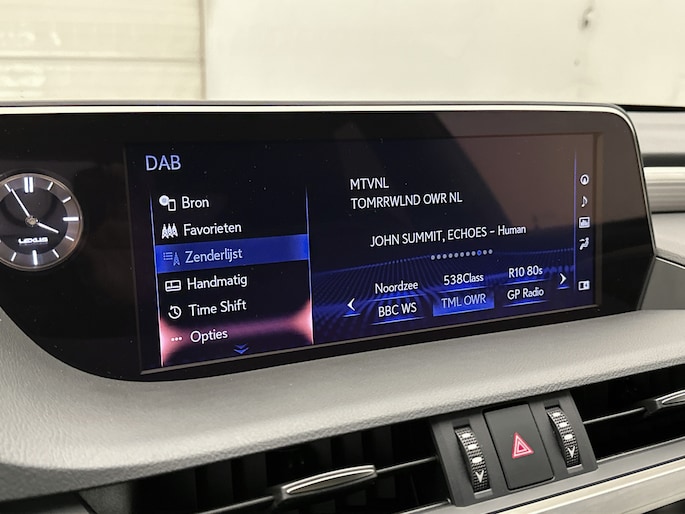 DAB
Bron
Favorieten
Zenderlijst
Handmatig
Time Shift
Opties
MTVNL
TOMRRWLND OWR NL
JOHN SUMMIT, ECHOES – Human
Noordzee 538Class R10 80s
BBC WS TML OWR GP Radio
LEXUS